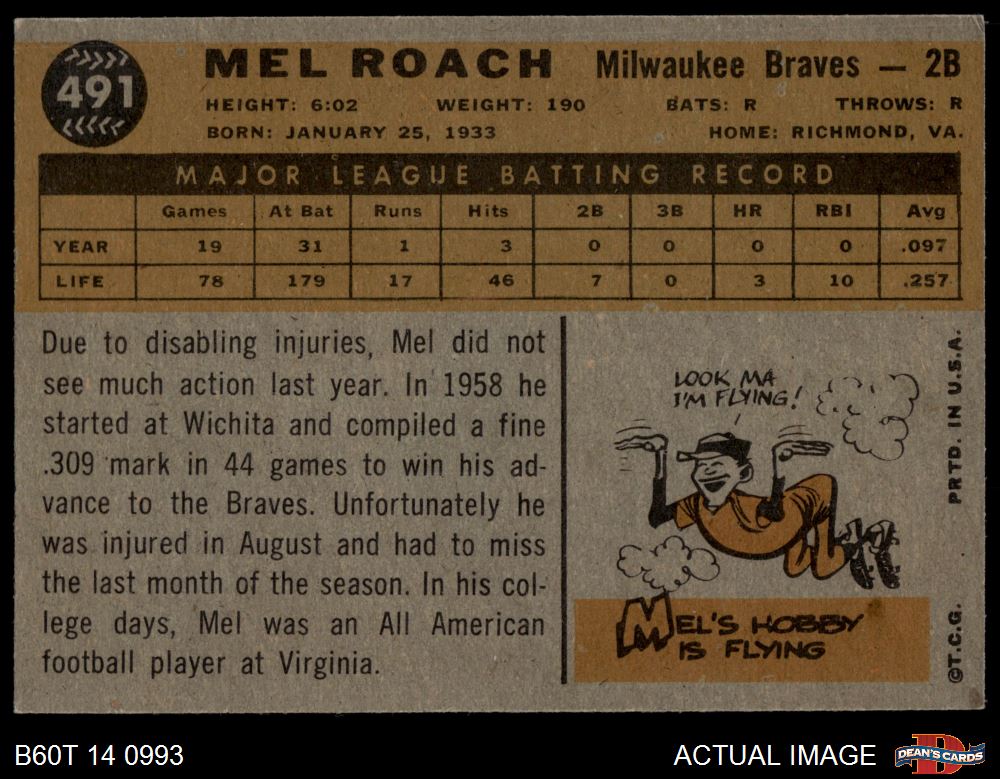 491
MEL ROACH Milwaukee Braves — 2B
HEIGHT: 6:02 WEIGHT: 190 BATS: R THROWS: R
BORN: JANUARY 25, 1933 HOME: RICHMOND, VA.
MAJOR LEAGUE BATTING RECORD
Games At Bat Runs Hits 2B 3B HR RBI Avg
YEAR 19 31 1 3 0 0 0 0 .097
LIFE 78 179 17 46 7 0 3 10 .257
Due to disabling injuries, Mel did not
see much action last year. In 1958 he
started at Wichita and compiled a fine
.309 mark in 44 games to win his ad-
vance to the Braves. Unfortunately he
was injured in August and had to miss
the last month of the season. In his col-
lege days, Mel was an All American
football player at Virginia.
LOOK MA
I'M FLYING!
MEL'S HOBBY
IS FLYING
©T.C.G. PRTD. IN U.S.A.
B60T 14 0993 ACTUAL IMAGE
DEAN'S CARDS